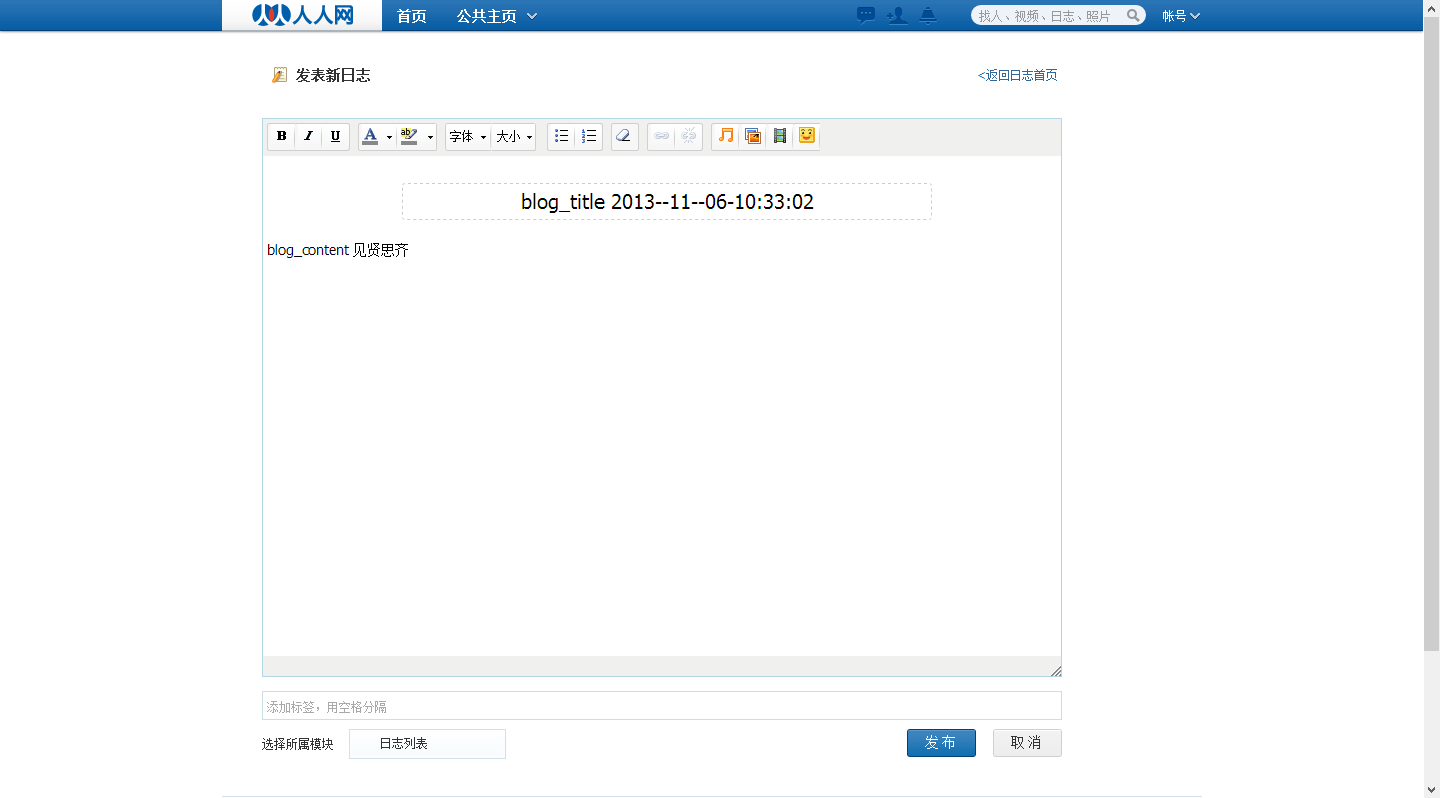 人人网 首页 公共主页 找人、视频、日志、照片 帐号
发表新日志 <返回日志首页
B I U A ab 字体 大小
blog_title 2013--11--06-10:33:02
blog_content 见贤思齐
添加标签，用空格分隔
选择所属模块 日志列表 发布 取消